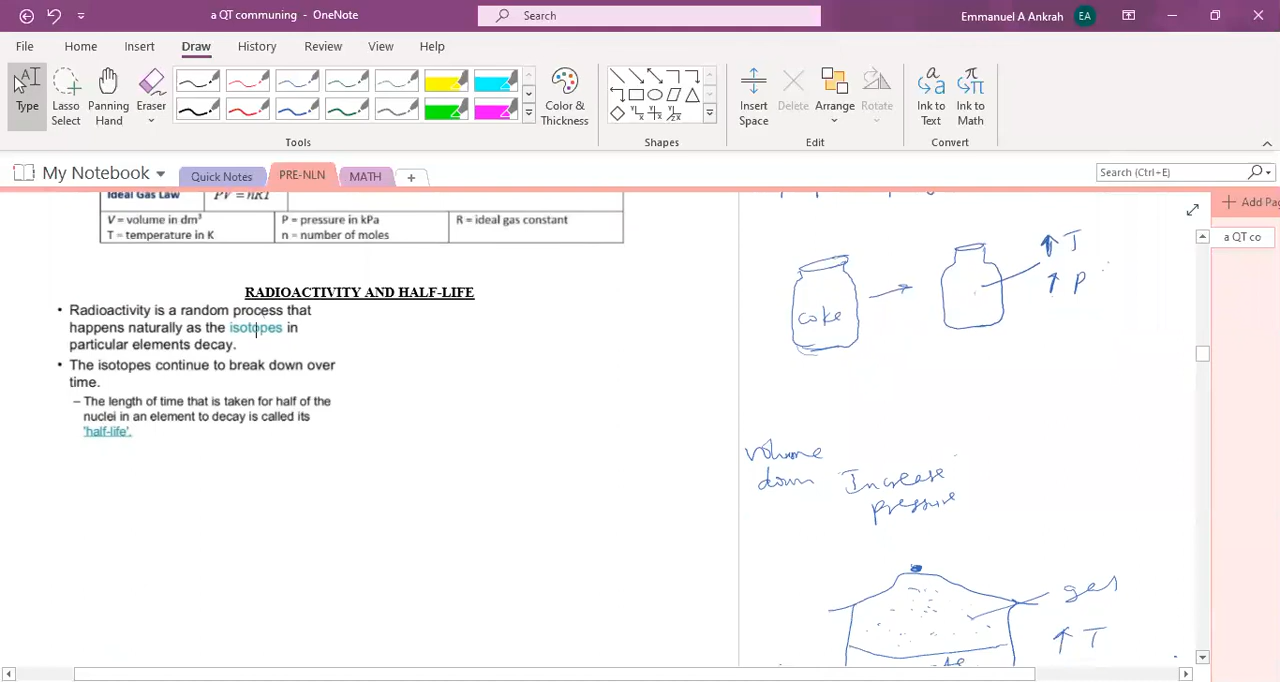 a QT communing - OneNote
Search
Emmanuel A Ankrah
EA
File
Home
Insert
Draw
History
Review
View
Help
Type
Lasso
Select
Panning
Hand
Eraser
Color &
Thickness
Insert
Space
Delete
Arrange
Rotate
Ink to
Text
Ink to
Math
Tools
Shapes
Edit
Convert
My Notebook
Quick Notes
PRE-NLN
MATH
Search (Ctrl+E)
Add Pag
a QT co
Ideal Gas Law
PV = nRT
V = volume in dm³
P = pressure in kPa
R = ideal gas constant
T = temperature in K
n = number of moles
RADIOACTIVITY AND HALF-LIFE
• Radioactivity is a random process that
happens naturally as the isotopes in
particular elements decay.
• The isotopes continue to break down over
time.
– The length of time that is taken for half of the
nuclei in an element to decay is called its
'half-life'.
coke
↑ T
↑ P
volume
down
Increase
pressure
gas
↑ T